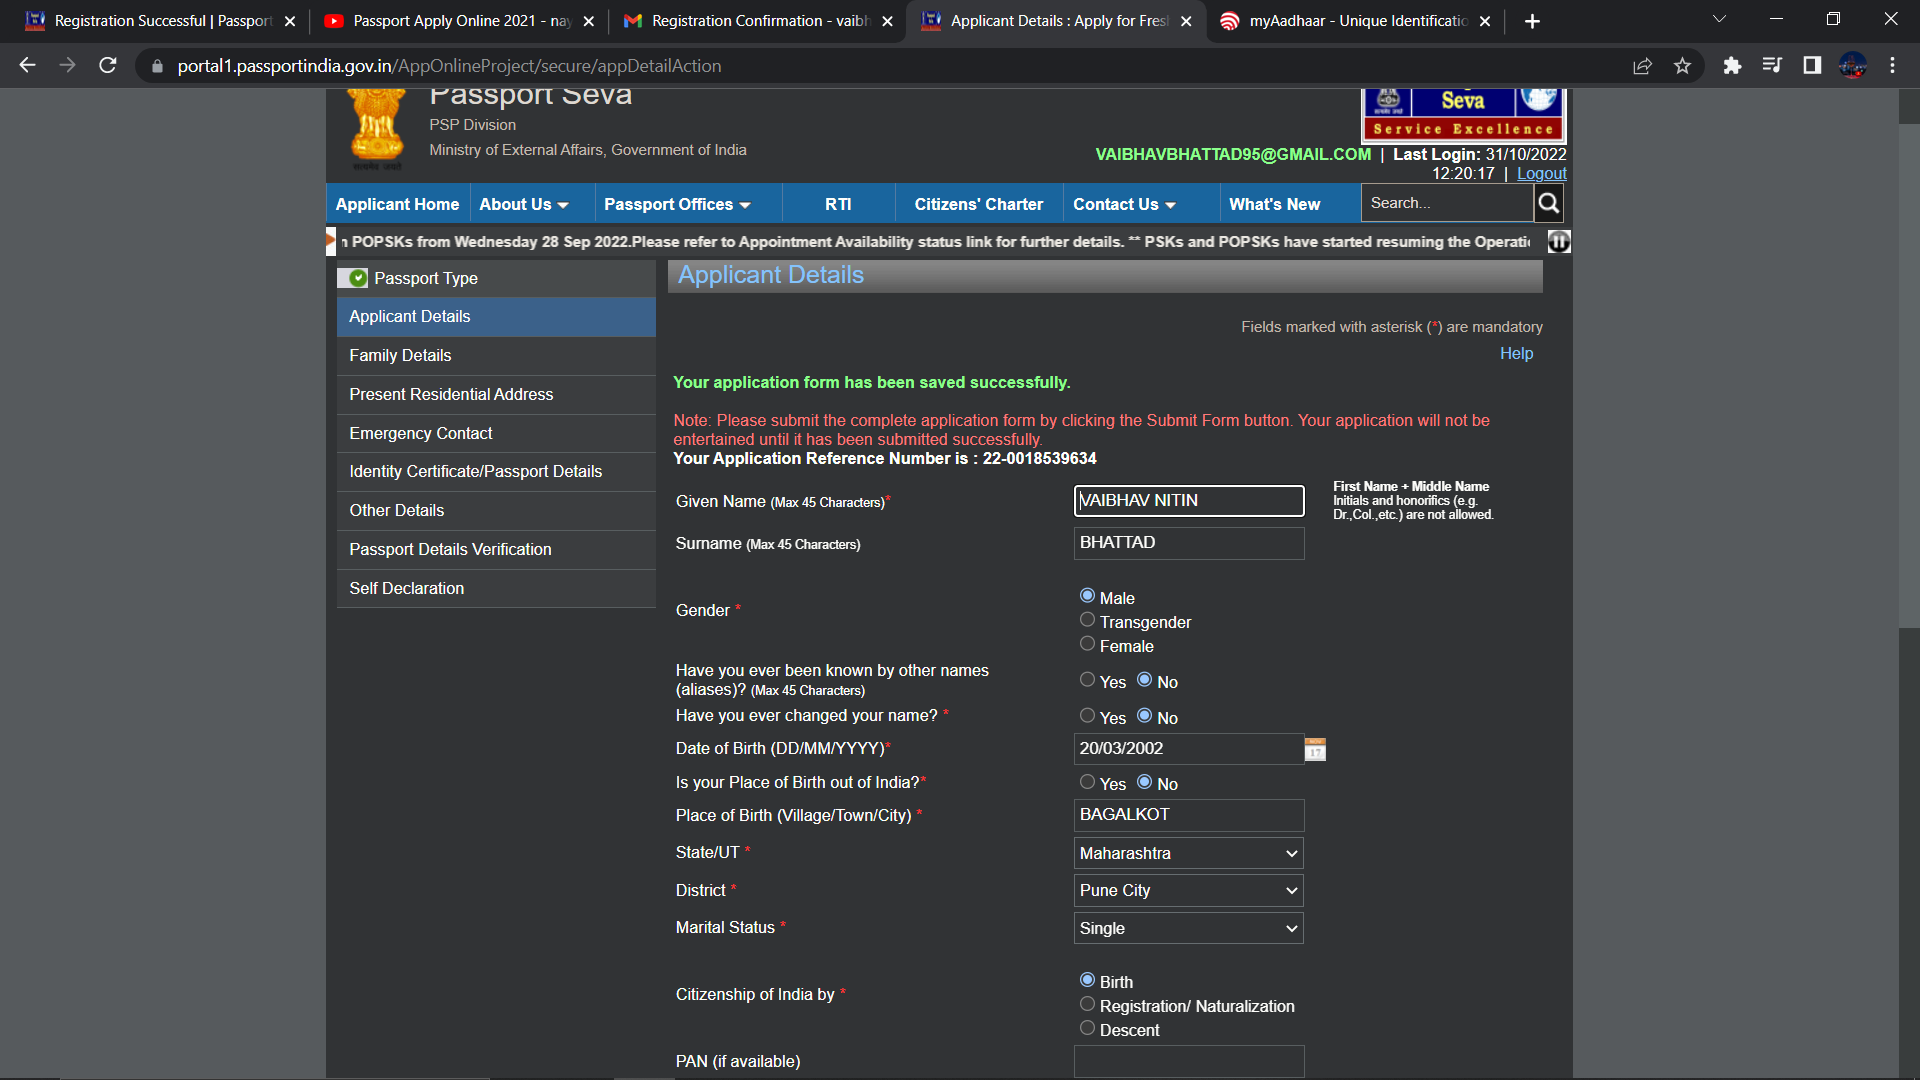 Registration Successful | Passport
Passport Apply Online 2021 - nay
Registration Confirmation - vaibh
Applicant Details : Apply for Fresh
myAadhaar - Unique Identificatio
portal1.passportindia.gov.in/AppOnlineProject/secure/appDetailAction
Passport Seva
PSP Division
Ministry of External Affairs, Government of India
Seva
Service Excellence
VAIBHAVBHATTAD95@GMAIL.COM | Last Login: 31/10/2022
12:20:17 | Logout
Applicant Home About Us Passport Offices RTI Citizens' Charter Contact Us What's New Search...
n POPSKs from Wednesday 28 Sep 2022.Please refer to Appointment Availability status link for further details. ** PSKs and POPSKs have started resuming the Operati
Passport Type
Applicant Details
Family Details
Present Residential Address
Emergency Contact
Identity Certificate/Passport Details
Other Details
Passport Details Verification
Self Declaration
Applicant Details
Fields marked with asterisk (*) are mandatory
Help
Your application form has been saved successfully.
Note: Please submit the complete application form by clicking the Submit Form button. Your application will not be
entertained until it has been submitted successfully.
Your Application Reference Number is : 22-0018539634
Given Name (Max 45 Characters)* VAIBHAV NITIN
First Name + Middle Name
Initials and honorifics (e.g.
Dr.,Col.,etc.) are not allowed.
Surname (Max 45 Characters) BHATTAD
Gender *
Male
Transgender
Female
Have you ever been known by other names
(aliases)? (Max 45 Characters)
Yes No
Have you ever changed your name? * Yes No
Date of Birth (DD/MM/YYYY)* 20/03/2002
Is your Place of Birth out of India?* Yes No
Place of Birth (Village/Town/City) * BAGALKOT
State/UT * Maharashtra
District * Pune City
Marital Status * Single
Citizenship of India by *
Birth
Registration/ Naturalization
Descent
PAN (if available)